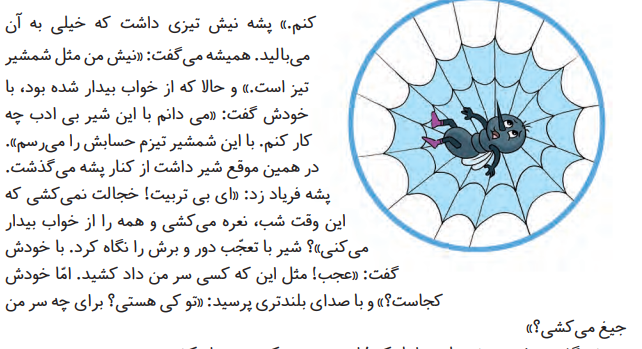 کنم.» پشه نیش تیزی داشت که خیلی به آن
می‌بالید. همیشه می‌گفت: «نیش من مثل شمشیر
تیز است.» و حالا که از خواب بیدار شده بود، با
خودش گفت: «می دانم با این شیر بی ادب چه
کار کنم. با این شمشیر تیزم حسابش را می‌رسم».
در همین موقع شیر داشت از کنار پشه می‌گذشت.
پشه فریاد زد: «ای بی تربیت! خجالت نمی‌کشی که
این وقت شب، نعره می‌کشی و همه را از خواب بیدار
می‌کنی»؟ شیر با تعجّب دور و برش را نگاه کرد. با خودش
گفت: «عجب! مثل این که کسی سر من داد کشید. امّا خودش
کجاست؟» و با صدای بلندتری پرسید: «تو کی هستی؟ برای چه سر من
جیغ می‌کشی؟»